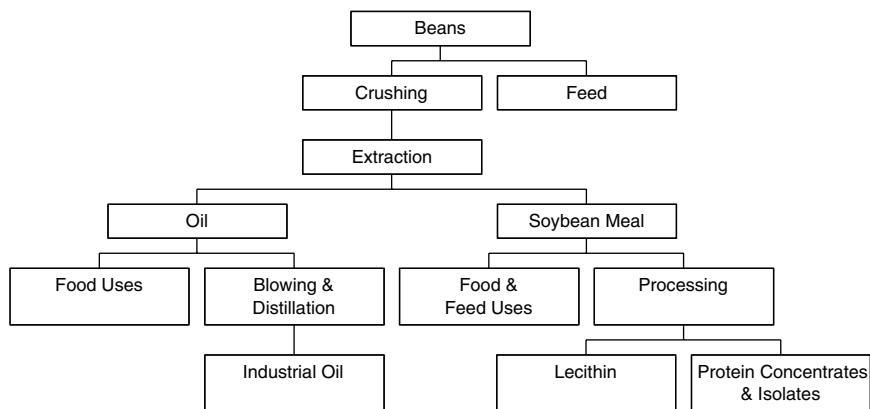 Beans
Crushing
Feed
Extraction
Oil
Soybean Meal
Food Uses
Blowing &
Distillation
Food &
Feed Uses
Processing
Industrial Oil
Lecithin
Protein Concentrates
& Isolates